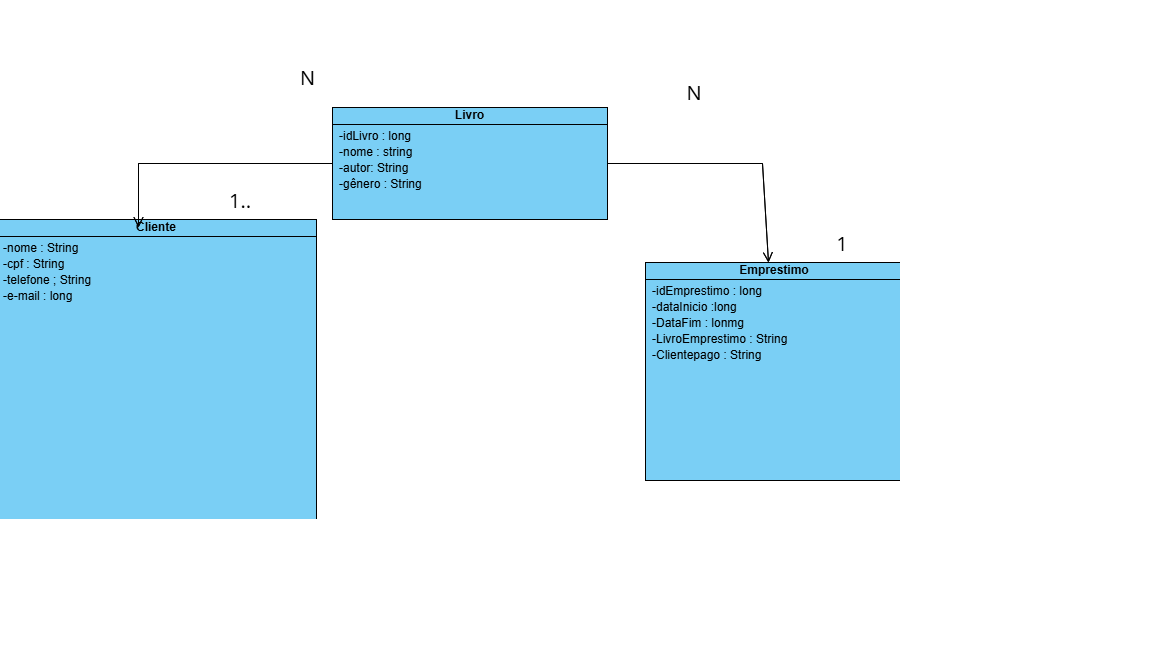 N
N
Livro
-idLivro : long
-nome : string
-autor: String
-gênero : String
1..
Cliente
-nome : String
-cpf : String
-telefone ; String
-e-mail : long
1
Emprestimo
-idEmprestimo : long
-dataInicio :long
-DataFim : lonmg
-LivroEmprestimo : String
-Clientepago : String